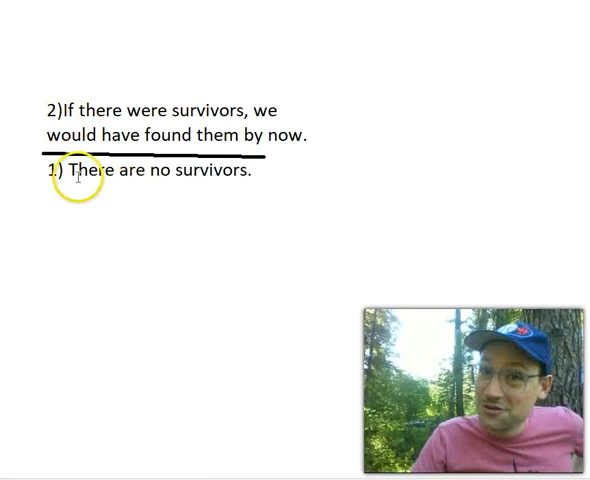 2)If there were survivors, we
would have found them by now.
1) There are no survivors.